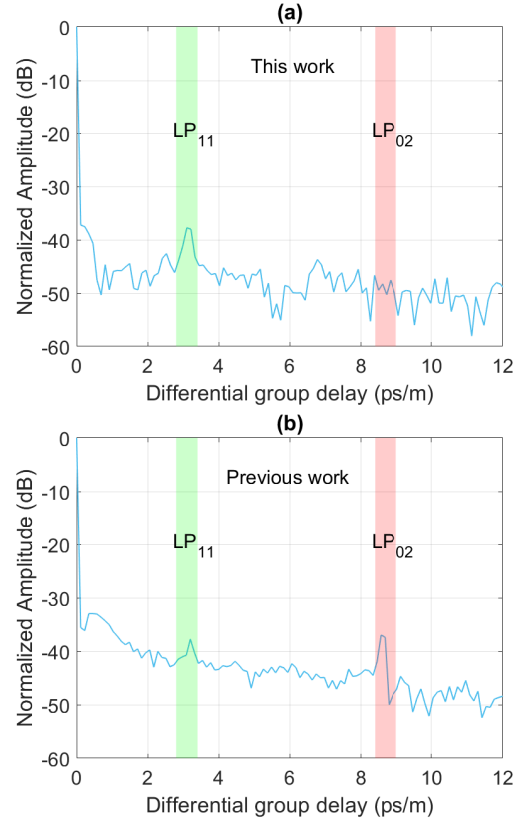 (a)
Normalized Amplitude (dB)
0
-10
-20
-30
-40
-50
-60
This work
LP11
LP02
0 2 4 6 8 10 12
Differential group delay (ps/m)
(b)
Normalized Amplitude (dB)
0
-10
-20
-30
-40
-50
-60
Previous work
LP11
LP02
0 2 4 6 8 10 12
Differential group delay (ps/m)